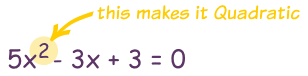 this makes it Quadratic
5x² - 3x + 3 = 0